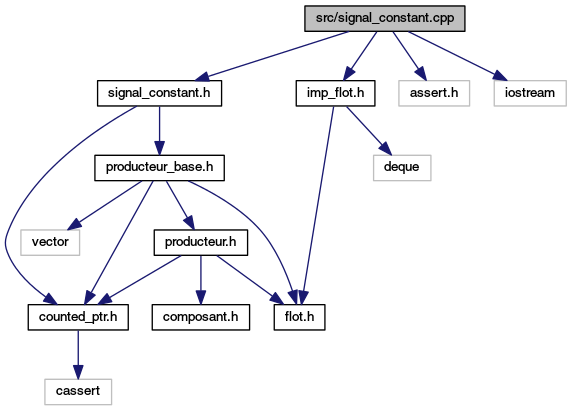 src/signal_constant.cpp
signal_constant.h
imp_flot.h
assert.h
iostream
producteur_base.h
deque
vector
producteur.h
counted_ptr.h
composant.h
flot.h
cassert